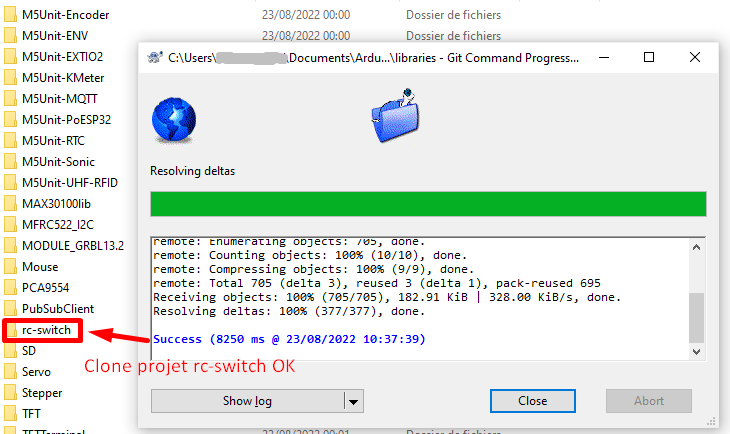 M5Unit-Encoder 23/08/2022 00:00 Dossier de fichiers
M5Unit-ENV 23/08/2022 00:00 Dossier de fichiers
M5Unit-EXTIO2
M5Unit-KMeter
M5Unit-MQTT
M5Unit-PoESP32
M5Unit-RTC
M5Unit-Sonic
M5Unit-UHF-RFID
MAX30100lib
MFRC522_I2C
MODULE_GRBL13.2
Mouse
PCA9554
PubSubClient
rc-switch
SD
Servo
Stepper
TFT
TFTTerminal 23/08/2022 00:01 Dossier de fichiers
C:\Users\ \Documents\Ardu...\libraries - Git Command Progress...
Resolving deltas
remote: Enumerating objects: 705, done.
remote: Counting objects: 100% (10/10), done.
remote: Compressing objects: 100% (9/9), done.
remote: Total 705 (delta 3), reused 3 (delta 1), pack-reused 695
Receiving objects: 100% (705/705), 182.91 KiB | 328.00 KiB/s, done.
Resolving deltas: 100% (377/377), done.
Success (8250 ms @ 23/08/2022 10:37:39)
Clone projet rc-switch OK
Show log
Close
Abort